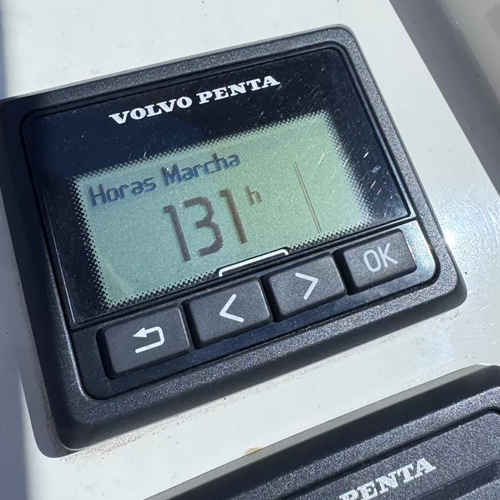 VOLVO PENTA
Horas Marcha
131 h
< > OK
PENTA